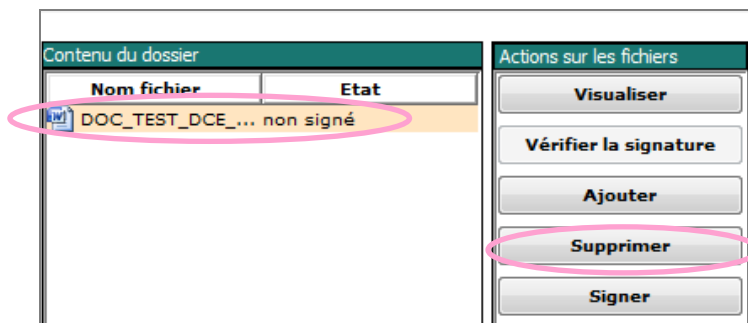 Contenu du dossier
Nom fichier Etat
DOC_TEST_DCE_... non signé
Actions sur les fichiers
Visualiser
Vérifier la signature
Ajouter
Supprimer
Signer